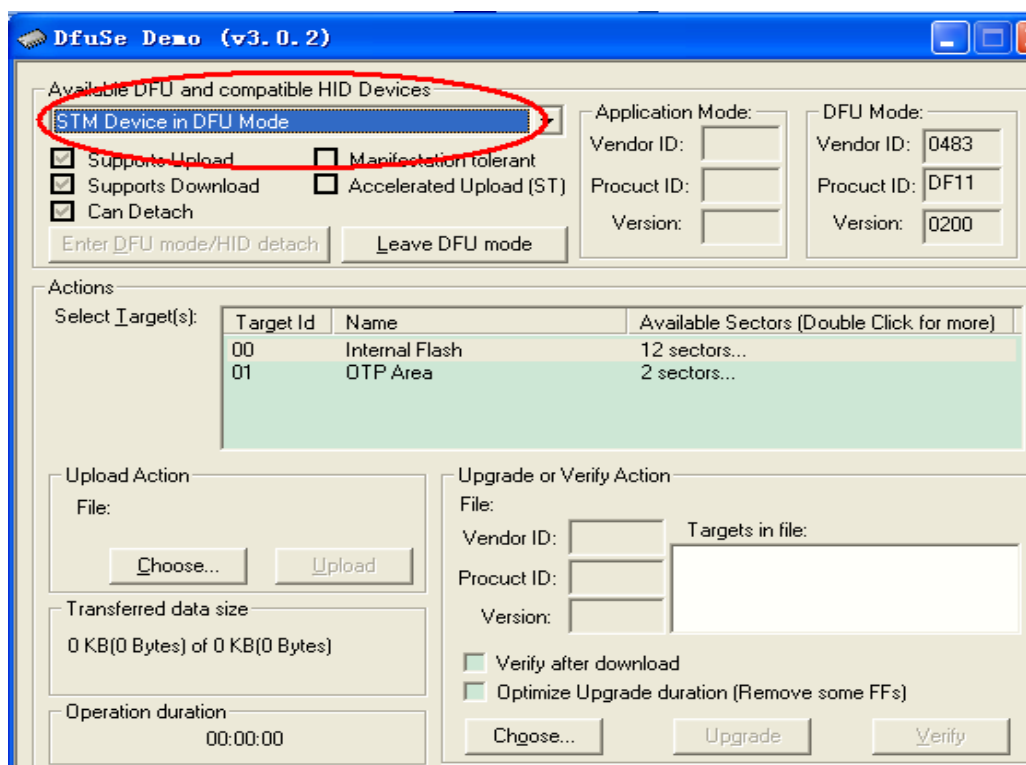 DfuSe Demo (v3.0.2)
Available DFU and compatible HID Devices
STM Device in DFU Mode
Supports Upload
Manifestation tolerant
Supports Download
Accelerated Upload (ST)
Can Detach
Enter DFU mode/HID detach
Leave DFU mode
Application Mode:
Vendor ID:
Procuct ID:
Version:
DFU Mode:
Vendor ID: 0483
Procuct ID: DF11
Version: 0200
Actions
Select Target(s):
Target Id Name Available Sectors (Double Click for more)
00 Internal Flash 12 sectors...
01 OTP Area 2 sectors...
Upload Action
File:
Choose... Upload
Transferred data size
0 KB(0 Bytes) of 0 KB(0 Bytes)
Operation duration
00:00:00
Upgrade or Verify Action
File:
Vendor ID:
Procuct ID:
Version:
Targets in file:
Verify after download
Optimize Upgrade duration (Remove some FFs)
Choose... Upgrade Verify